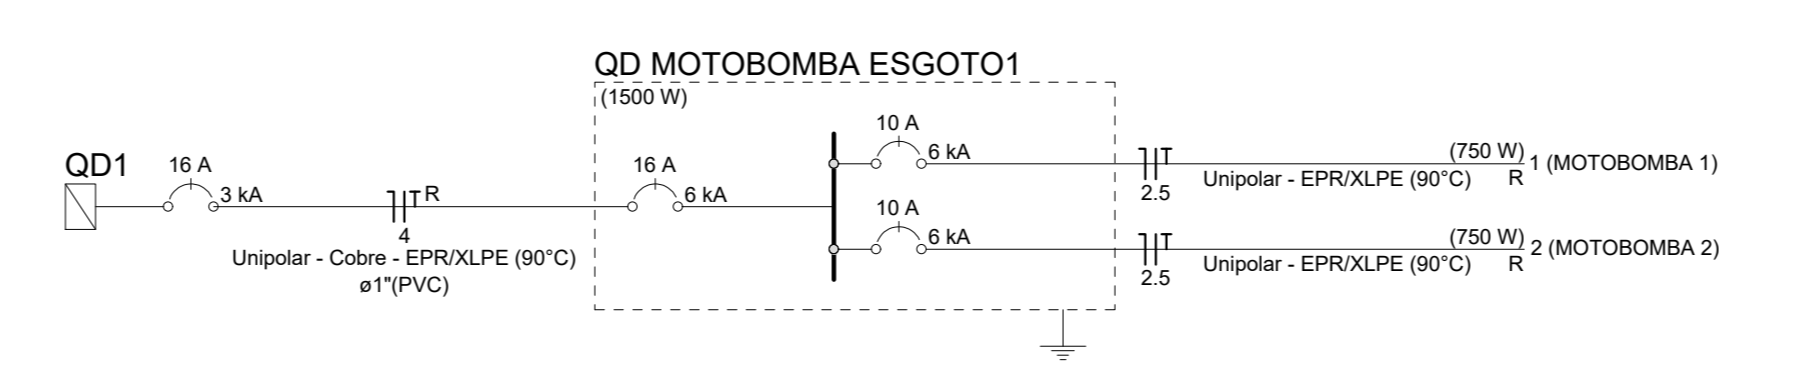 QD MOTOBOMBA ESGOTO1
(1500 W)
QD1
16 A
3 kA
R
4
Unipolar - Cobre - EPR/XLPE (90°C)
ø1"(PVC)
16 A
6 kA
10 A
6 kA
2.5
(750 W)
Unipolar - EPR/XLPE (90°C)
R
1 (MOTOBOMBA 1)
10 A
6 kA
2.5
(750 W)
Unipolar - EPR/XLPE (90°C)
R
2 (MOTOBOMBA 2)